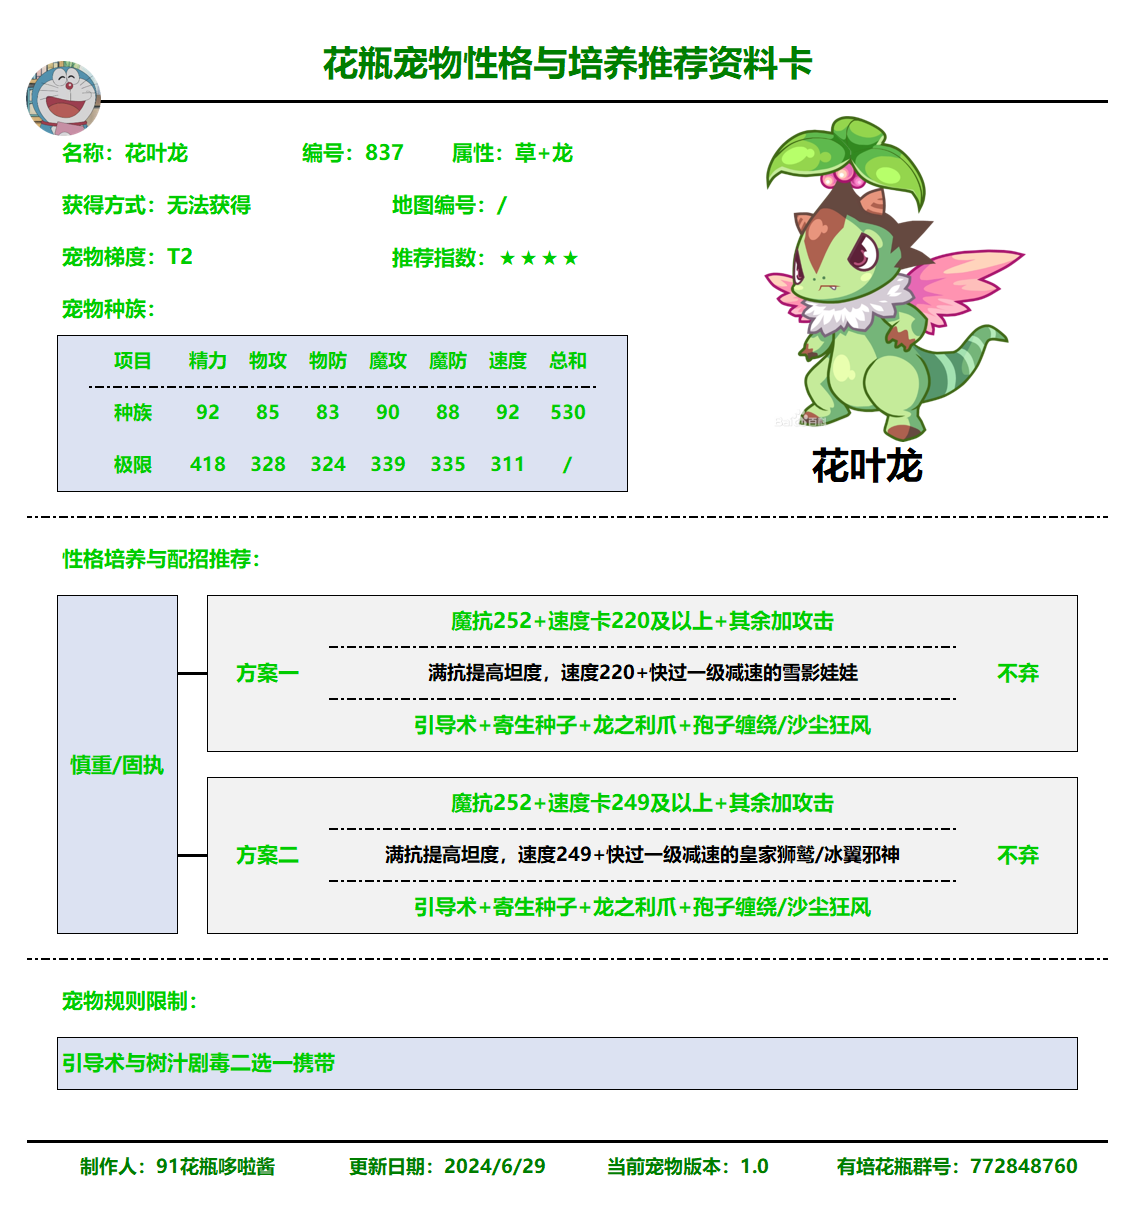 花瓶宠物性格与培养推荐资料卡
名称：花叶龙 编号：837 属性：草+龙
获得方式：无法获得 地图编号：/
宠物梯度：T2 推荐指数：★★★★
宠物种族：
项目 精力 物攻 物防 魔攻 魔防 速度 总和
种族 92 85 83 90 88 92 530
极限 418 328 324 339 335 311 /
Bai 百科
花叶龙
性格培养与配招推荐：
慎重/固执
方案一
魔抗252+速度卡220及以上+其余加攻击
满抗提高坦度，速度220+快过一级减速的雪影娃娃
引导术+寄生种子+龙之利爪+孢子缠绕/沙尘狂风
不弃
方案二
魔抗252+速度卡249及以上+其余加攻击
满抗提高坦度，速度249+快过一级减速的皇家狮鹫/冰翼邪神
引导术+寄生种子+龙之利爪+孢子缠绕/沙尘狂风
不弃
宠物规则限制：
引导术与树汁剧毒二选一携带
制作人：91花瓶哆啦酱 更新日期：2024/6/29 当前宠物版本：1.0 有培花瓶群号：772848760